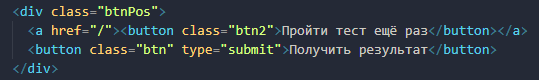 <div class="btnPos">
<a href="/"><button class="btn2">Пройти тест ещё раз</button></a>
<button class="btn" type="submit">Получить результат</button>
</div>